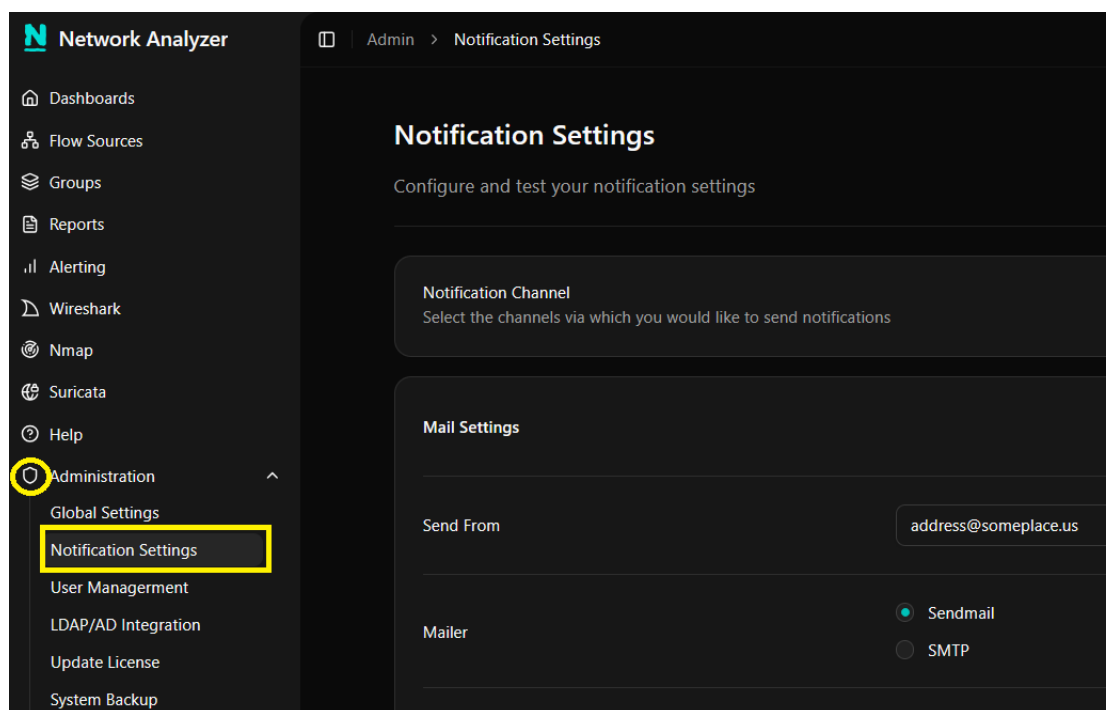 Network Analyzer
Admin > Notification Settings
Dashboards
Flow Sources
Groups
Reports
Alerting
Wireshark
Nmap
Suricata
Help
Administration
Global Settings
Notification Settings
User Managerment
LDAP/AD Integration
Update License
System Backup
Notification Settings
Configure and test your notification settings
Notification Channel
Select the channels via which you would like to send notifications
Mail Settings
Send From
address@someplace.us
Mailer
Sendmail
SMTP